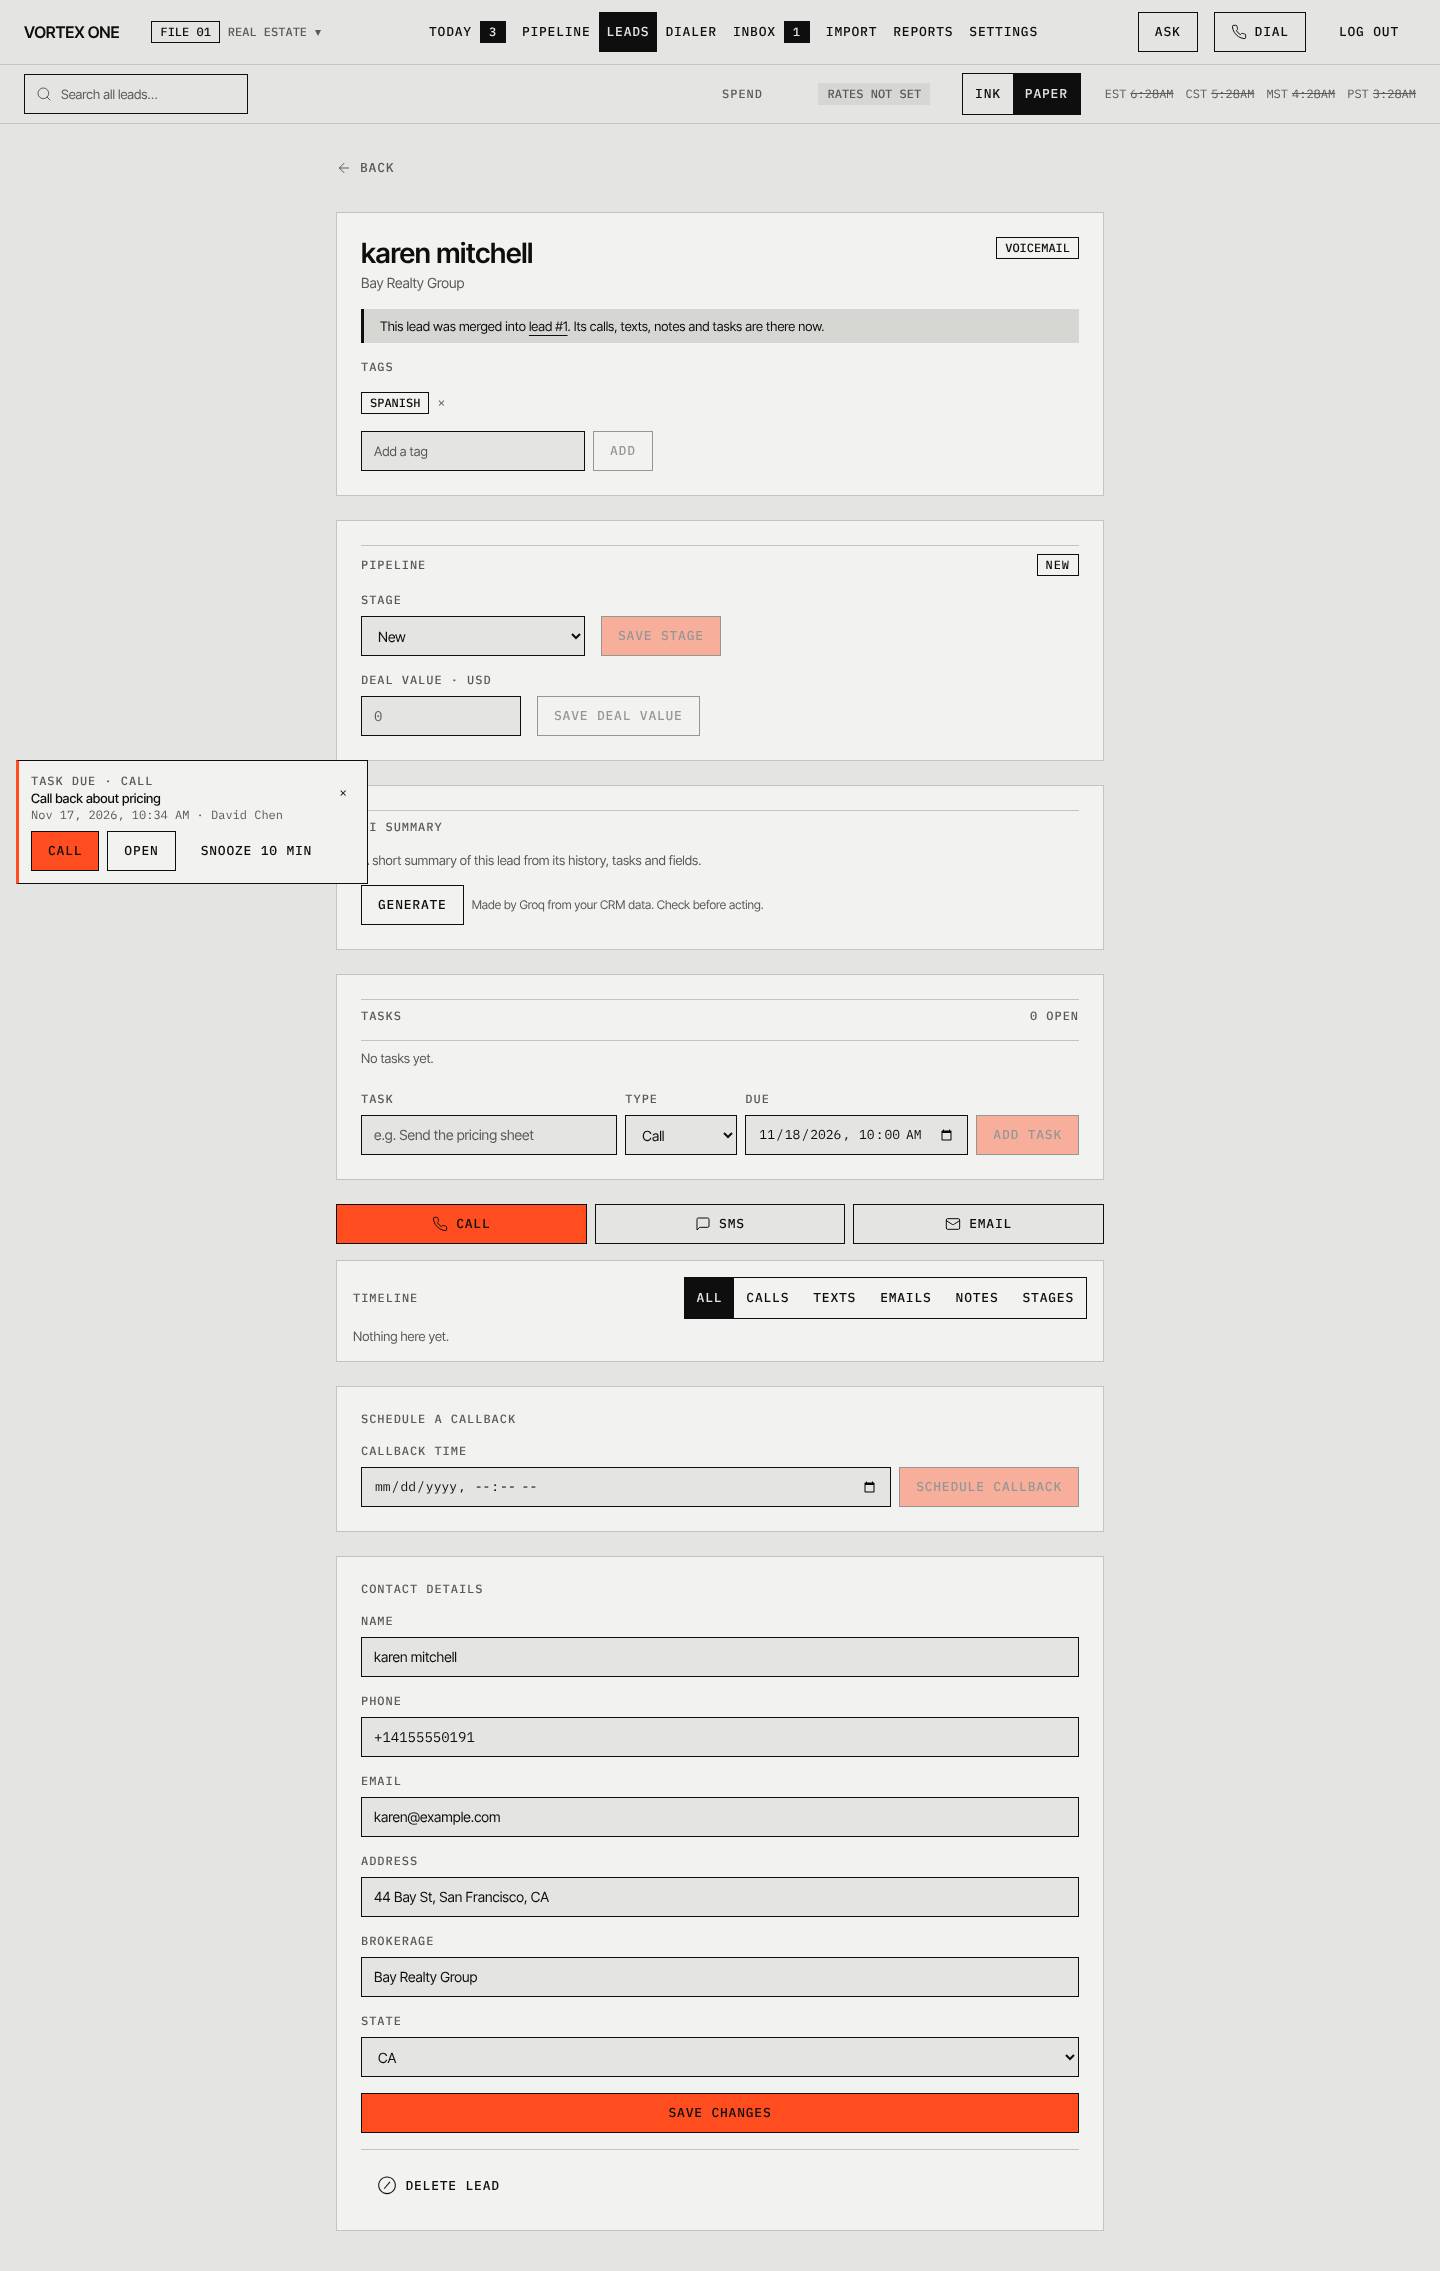 VORTEX ONE FILE 01 REAL ESTATE ▾ TODAY 3 PIPELINE LEADS DIALER INBOX 1 IMPORT REPORTS SETTINGS ASK DIAL LOG OUT
Search all leads... SPEND RATES NOT SET INK PAPER EST 6:28AM CST 5:28AM MST 4:28AM PST 3:28AM
← BACK
karen mitchell VOICEMAIL
Bay Realty Group
This lead was merged into lead #1. Its calls, texts, notes and tasks are there now.
TAGS
SPANISH ×
Add a tag ADD
PIPELINE NEW
STAGE
New SAVE STAGE
DEAL VALUE · USD
0 SAVE DEAL VALUE
TASK DUE · CALL ×
Call back about pricing
Nov 17, 2026, 10:34 AM · David Chen
CALL OPEN SNOOZE 10 MIN
I SUMMARY
short summary of this lead from its history, tasks and fields.
GENERATE Made by Groq from your CRM data. Check before acting.
TASKS 0 OPEN
No tasks yet.
TASK TYPE DUE
e.g. Send the pricing sheet Call 11/18/2026, 10:00 AM ADD TASK
CALL SMS EMAIL
TIMELINE ALL CALLS TEXTS EMAILS NOTES STAGES
Nothing here yet.
SCHEDULE A CALLBACK
CALLBACK TIME
mm/dd/yyyy, --:-- -- SCHEDULE CALLBACK
CONTACT DETAILS
NAME
karen mitchell
PHONE
+14155550191
EMAIL
karen@example.com
ADDRESS
44 Bay St, San Francisco, CA
BROKERAGE
Bay Realty Group
STATE
CA
SAVE CHANGES
DELETE LEAD